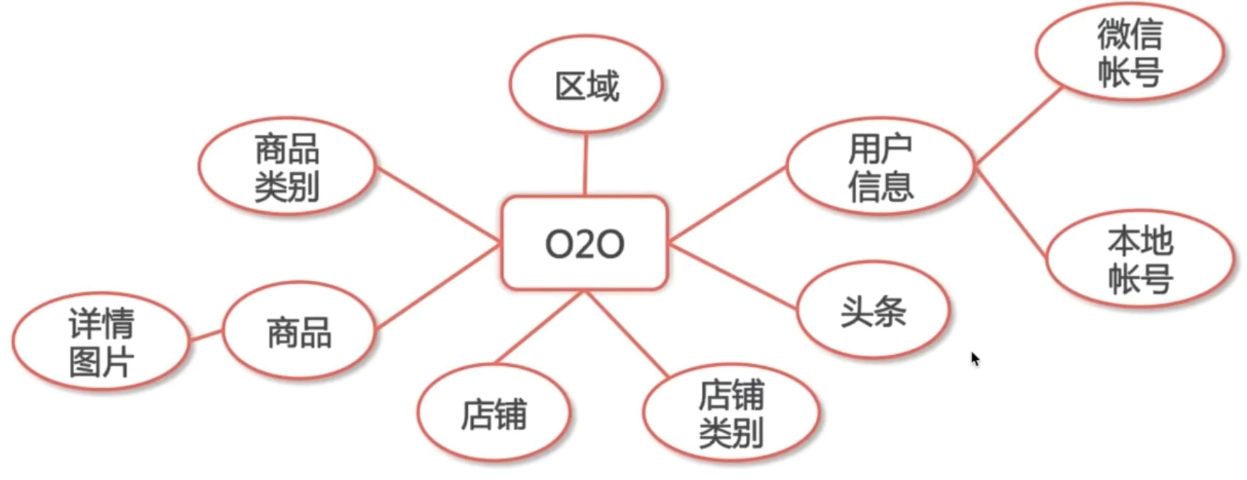 微信
帐号
区域
商品
类别
用户
信息
O2O
本地
帐号
详情
图片
商品
头条
店铺
店铺
类别